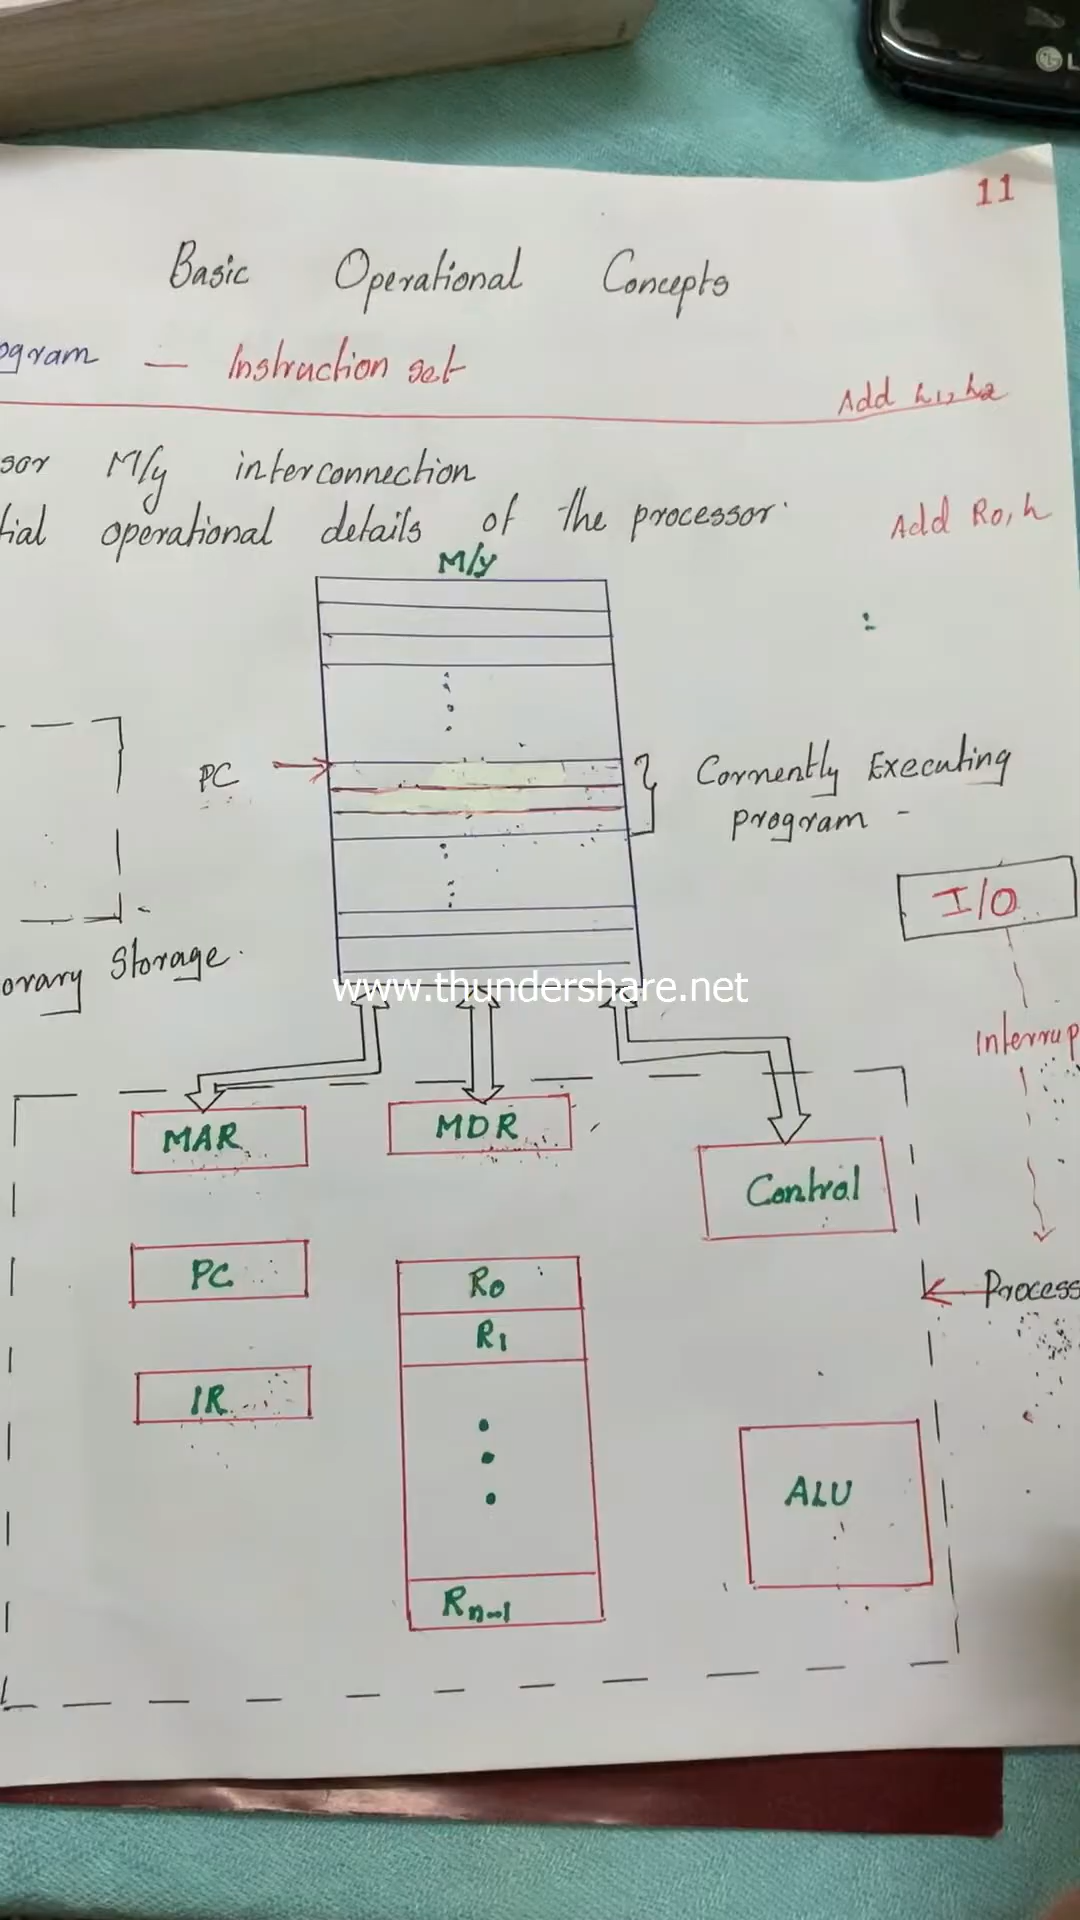 11
Basic Operational Concepts
ogram — Instruction set
Add L1, L2
sor M/y interconnection
tial operational details of the processor.
Add R0, L
M/y
PC
Currently Executing
program -
I/O
orary Storage.
www.thundershare.net
Interrup
MAR
MDR
Control
PC
R0
Process
R1
IR
ALU
Rn-1